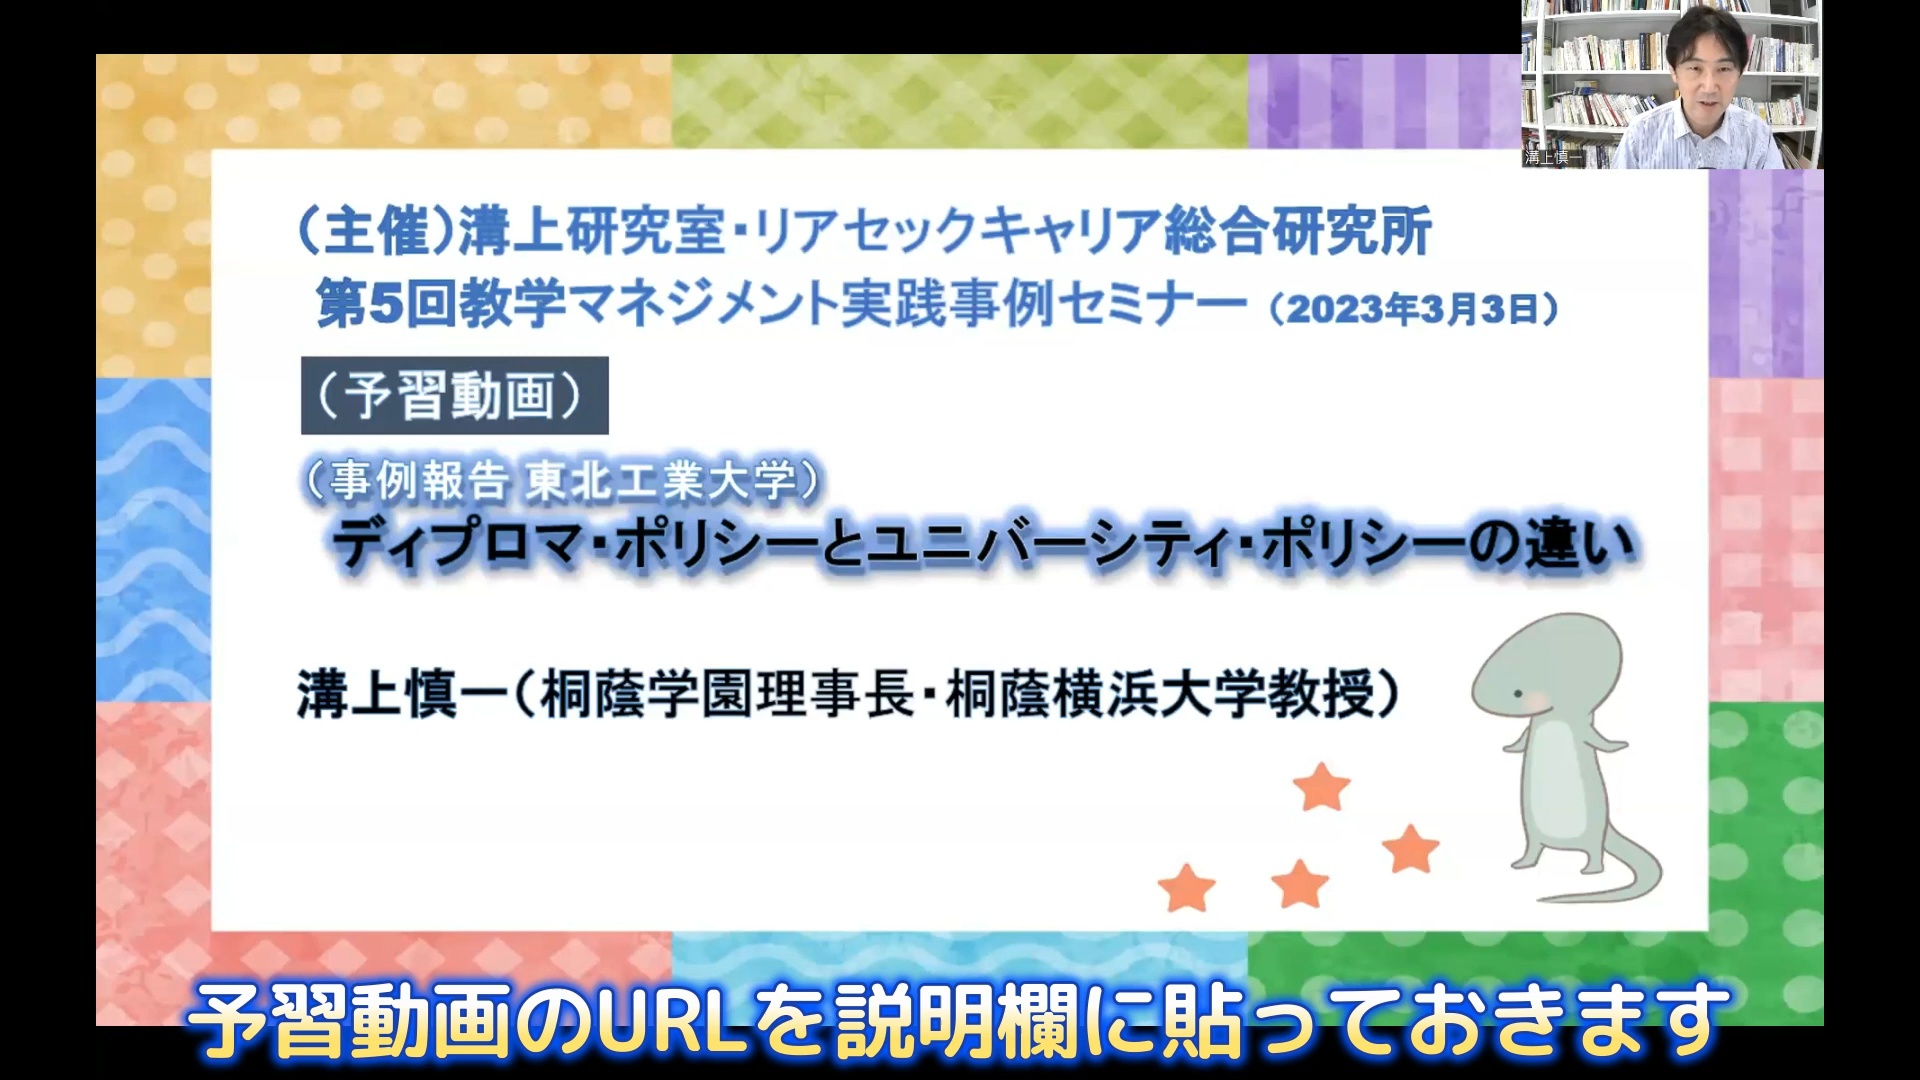 溝上慎一
（主催）溝上研究室・リアセックキャリア総合研究所
第5回教学マネジメント実践事例セミナー（2023年3月3日）
（予習動画）
（事例報告 東北工業大学）
ディプロマ・ポリシーとユニバーシティ・ポリシーの違い
溝上慎一（桐蔭学園理事長・桐蔭横浜大学教授）
予習動画のURLを説明欄に貼っておきます